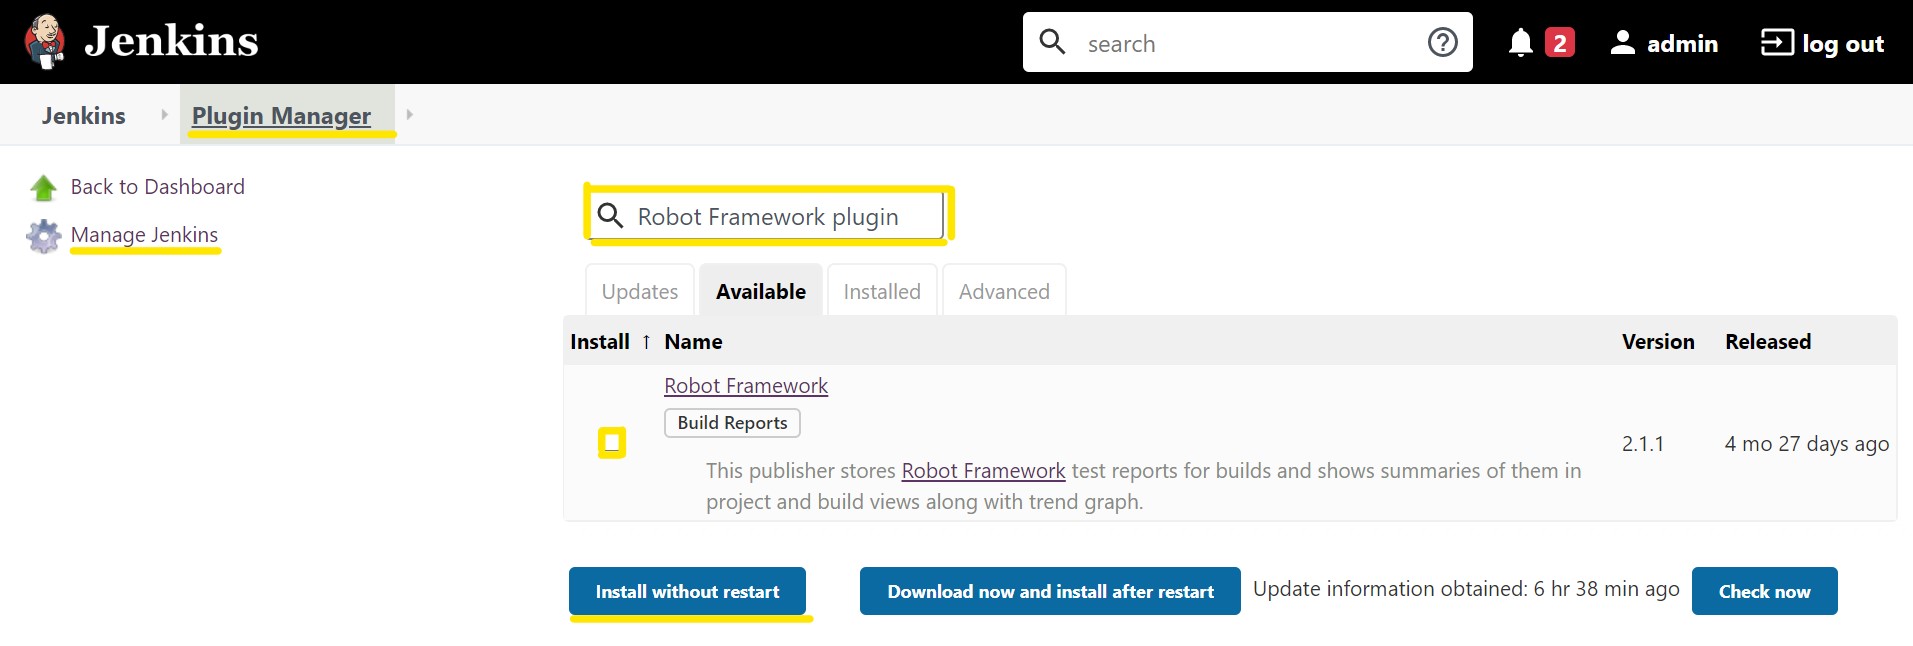 Jenkins
search
2
admin
log out
Jenkins
Plugin Manager
Back to Dashboard
Manage Jenkins
Robot Framework plugin
Updates
Available
Installed
Advanced
Install ↑ Name Version Released
Robot Framework
Build Reports
This publisher stores Robot Framework test reports for builds and shows summaries of them in
project and build views along with trend graph.
2.1.1
4 mo 27 days ago
Install without restart
Download now and install after restart
Update information obtained: 6 hr 38 min ago
Check now